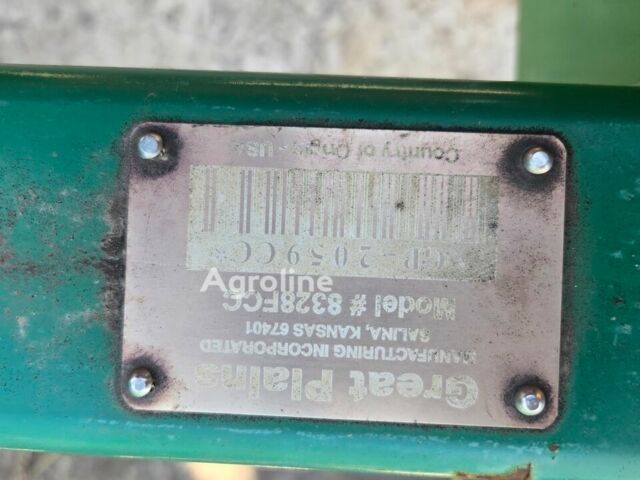 Great Plains
MANUFACTURING INCORPORATED
SALINA, KANSAS 67401
Model # 8328FCC
*GP-2059CC*
Country of Origin - USA
Agroline